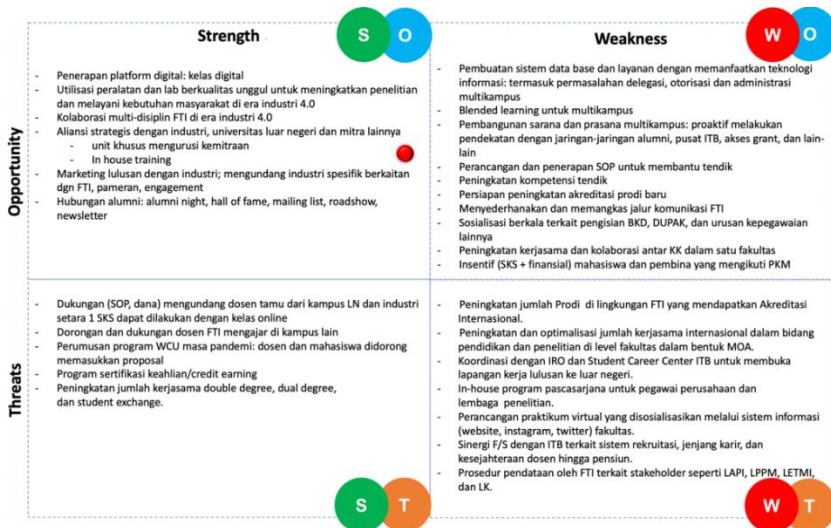 Strength
S O
Weakness
W O
Opportunity
- Penerapan platform digital: kelas digital
- Utilisasi peralatan dan lab berkualitas unggul untuk meningkatkan penelitian
dan melayani kebutuhan masyarakat di era industri 4.0
- Kolaborasi multi-disiplin FTI di era industri 4.0
- Aliansi strategis dengan industri, universitas luar negeri dan mitra lainnya
- unit khusus mengurusi kemitraan
- In house training
- Marketing lulusan dengan industri; mengundang industri spesifik berkaitan
dgn FTI, pameran, engagement
- Hubungan alumni: alumni night, hall of fame, mailing list, roadshow,
newsletter
- Pembuatan sistem data base dan layanan dengan memanfaatkan teknologi
informasi: termasuk permasalahan delegasi, otorisasi dan administrasi
multikampus
- Blended learning untuk multikampus
- Pembangunan sarana dan prasana multikampus: proaktif melakukan
pendekatan dengan jaringan-jaringan alumni, pusat ITB, akses grant, dan lain-
lain
- Perancangan dan penerapan SOP untuk membantu tendik
- Peningkatan kompetensi tendik
- Persiapan peningkatan akreditasi prodi baru
- Menyederhanakan dan memangkas jalur komunikasi FTI
- Sosialisasi berkala terkait pengisian BKD, DUPAK, dan urusan kepegawaian
lainnya
- Peningkatan kerjasama dan kolaborasi antar KK dalam satu fakultas
- Insentif (SKS + finansial) mahasiswa dan pembina yang mengikuti PKM
Threats
- Dukungan (SOP, dana) mengundang dosen tamu dari kampus LN dan industri
setara 1 SKS dapat dilakukan dengan kelas online
- Dorongan dan dukungan dosen FTI mengajar di kampus lain
- Perumusan program WCU masa pandemi: dosen dan mahasiswa didorong
memasukkan proposal
- Program sertifikasi keahlian/credit earning
- Peningkatan jumlah kerjasama double degree, dual degree,
dan student exchange.
- Peningkatan jumlah Prodi di lingkungan FTI yang mendapatkan Akreditasi
Internasional.
- Peningkatan dan optimalisasi jumlah kerjasama internasional dalam bidang
pendidikan dan penelitian di level fakultas dalam bentuk MOA.
- Koordinasi dengan IRO dan Student Career Center ITB untuk membuka
lapangan kerja lulusan ke luar negeri.
- In-house program pascasarjana untuk pegawai perusahaan dan
lembaga penelitian.
- Perancangan praktikum virtual yang disosialisasikan melalui sistem informasi
(website, instagram, twitter) fakultas.
- Sinergi F/S dengan ITB terkait sistem rekruitasi, jenjang karir, dan
kesejahteraan dosen hingga pensiun.
- Prosedur pendataan oleh FTI terkait stakeholder seperti LAPI, LPPM, LETMI,
dan LK.
S T
W T